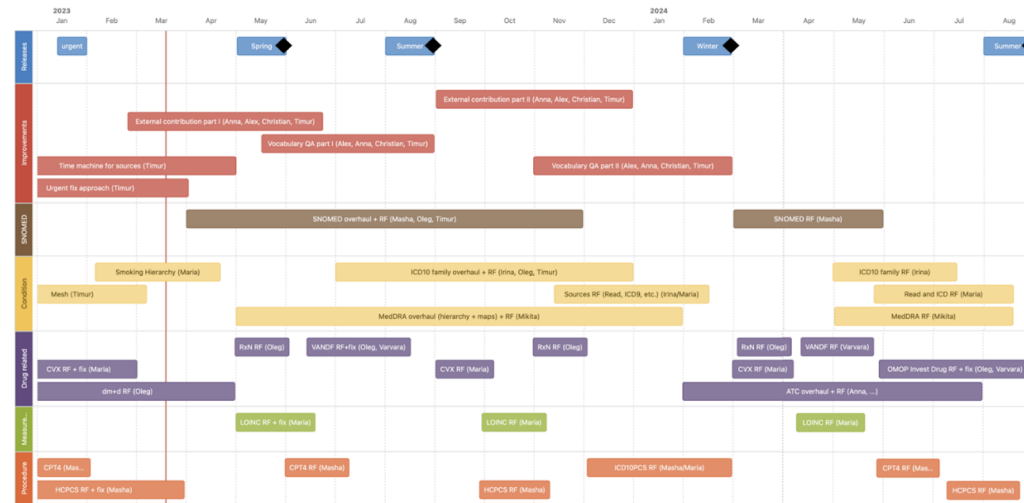 2023 2024
Jan Feb Mar Apr May Jun Jul Aug Sep Oct Nov Dec Jan Feb Mar Apr May Jun Jul Aug
Releases
urgent Spring Summer Winter Summer
Improvements
External contribution part II (Anna, Alex, Christian, Timur)
External contribution part I (Anna, Alex, Christian, Timur)
Vocabulary QA part I (Alex, Anna, Christian, Timur)
Time machine for sources (Timur) Vocabulary QA part II (Alex, Anna, Christian, Timur)
Urgent fix approach (Timur)
SNOMED
SNOMED overhaul + RF (Masha, Oleg, Timur) SNOMED RF (Masha)
Condition
Smoking Hierarchy (Maria) ICD10 family overhaul + RF (Irina, Oleg, Timur) ICD10 family RF (Irina)
Mesh (Timur) Sources RF (Read, ICD9, etc.) (Irina/Maria) Read and ICD RF (Maria)
MedDRA overhaul (hierarchy + maps) + RF (Mikita) MedDRA RF (Mikita)
Drug related
RxN RF (Oleg) VANDF RF+fix (Oleg, Varvara) RxN RF (Oleg) RxN RF (Oleg) VANDF RF (Varvara)
CVX RF + fix (Maria) CVX RF (Maria) CVX RF (Maria) OMOP Invest Drug RF + fix (Oleg, Varvara)
dm+d RF (Oleg) ATC overhaul + RF (Anna, ...)
Measure...
LOINC RF + fix (Maria) LOINC RF (Maria) LOINC RF (Maria)
Procedure
CPT4 (Mas... CPT4 RF (Masha) ICD10PCS RF (Masha/Maria) CPT4 RF (Mas...
HCPCS RF + fix (Masha) HCPCS RF (Masha) HCPCS RF (Masha)